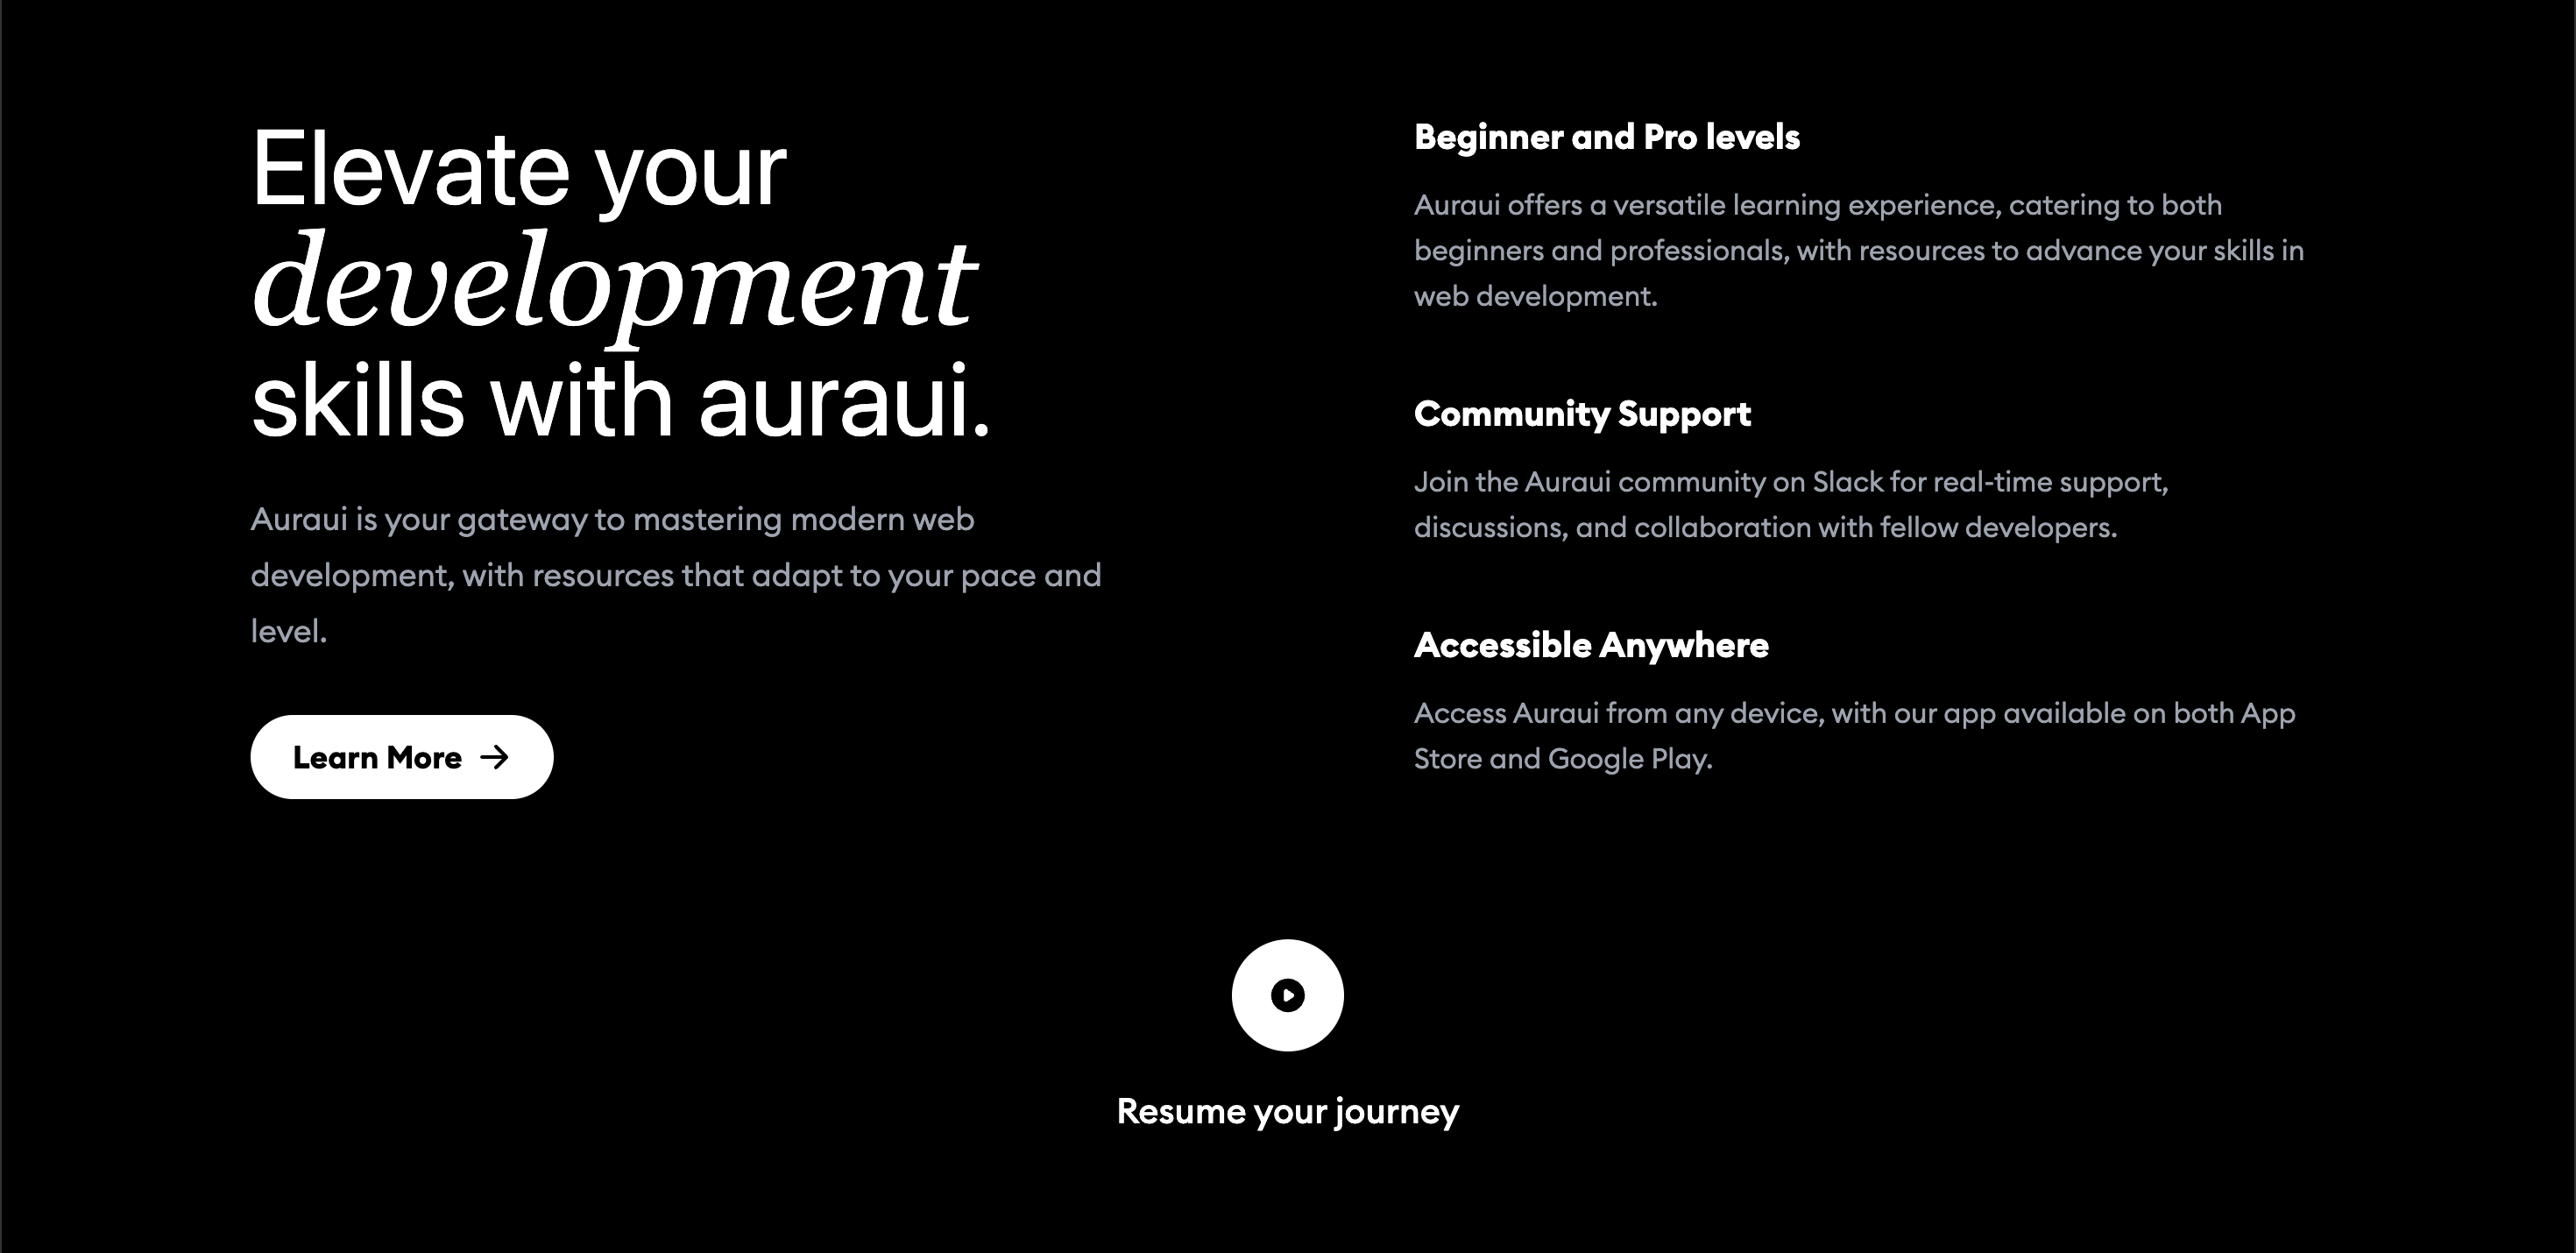 Elevate your
development
skills with auraui.
Auraui is your gateway to mastering modern web
development, with resources that adapt to your pace and
level.
Learn More
Beginner and Pro levels
Auraui offers a versatile learning experience, catering to both
beginners and professionals, with resources to advance your skills in
web development.
Community Support
Join the Auraui community on Slack for real-time support,
discussions, and collaboration with fellow developers.
Accessible Anywhere
Access Auraui from any device, with our app available on both App
Store and Google Play.
Resume your journey